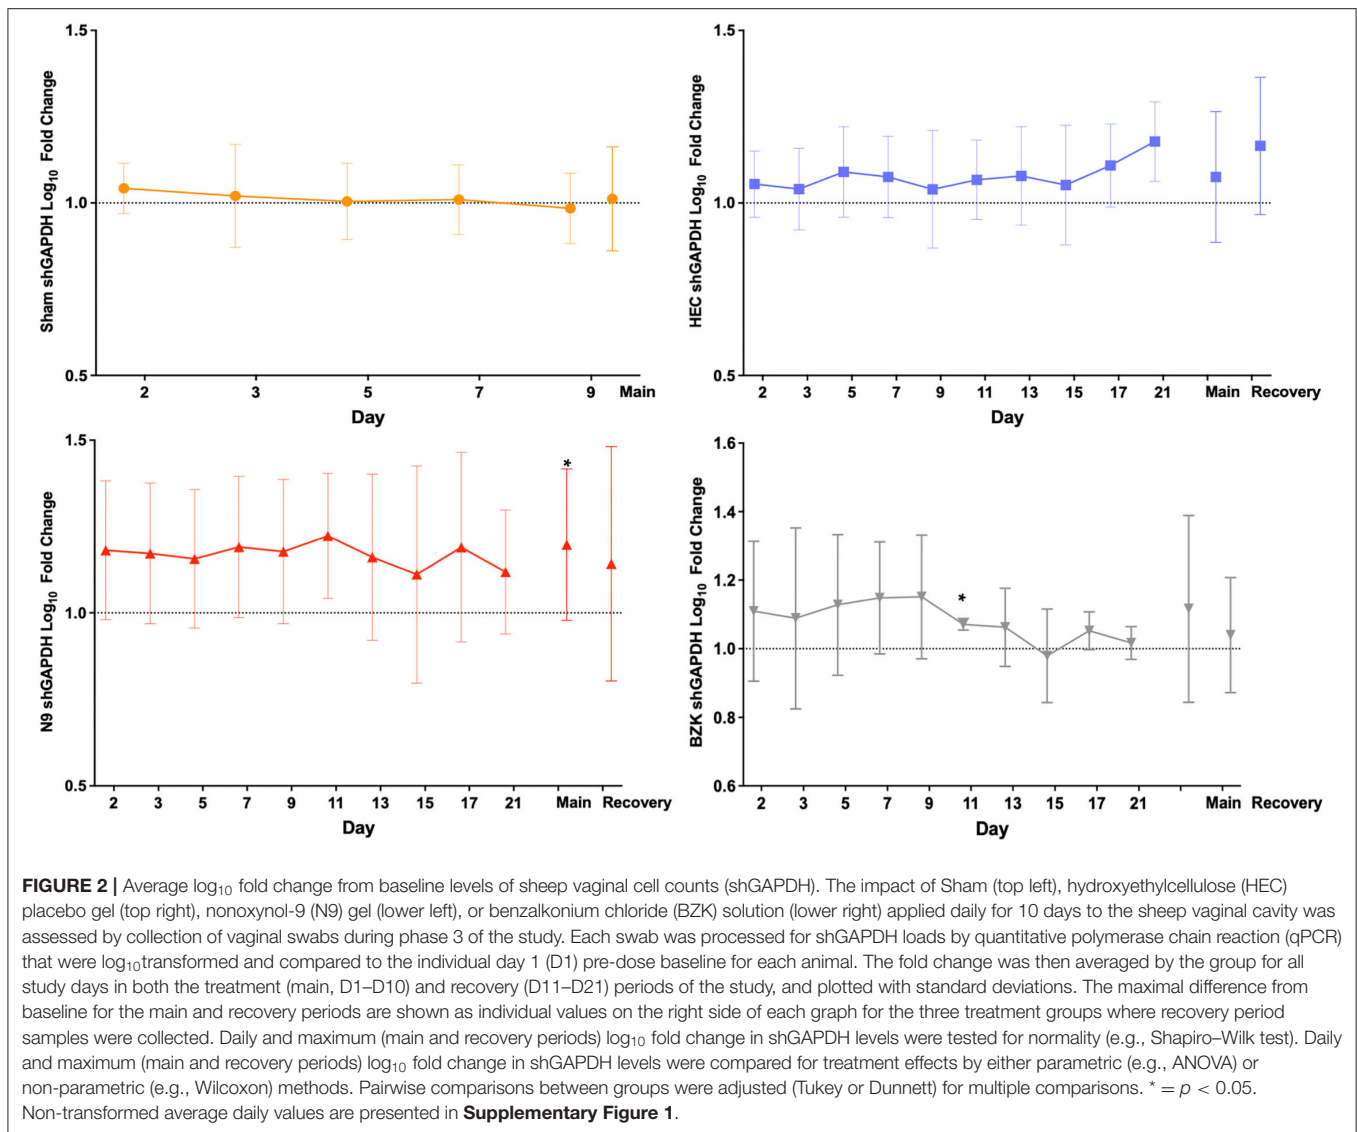 1.5
1.0
0.5
Sham shGAPDH Log10 Fold Change
2 3 5 7 9 Main
Day
1.5
1.0
0.5
HEC shGAPDH Log10 Fold Change
2 3 5 7 9 11 13 15 17 21 Main Recovery
Day
1.5
1.0
0.5
N9 shGAPDH Log10 Fold Change
*
2 3 5 7 9 11 13 15 17 21 Main Recovery
Day
1.6
1.4
1.2
1.0
0.8
0.6
BZK shGAPDH Log10 Fold Change
*
2 3 5 7 9 11 13 15 17 21 Main Recovery
Day
FIGURE 2 | Average log10 fold change from baseline levels of sheep vaginal cell counts (shGAPDH). The impact of Sham (top left), hydroxyethylcellulose (HEC)
placebo gel (top right), nonoxynol-9 (N9) gel (lower left), or benzalkonium chloride (BZK) solution (lower right) applied daily for 10 days to the sheep vaginal cavity was
assessed by collection of vaginal swabs during phase 3 of the study. Each swab was processed for shGAPDH loads by quantitative polymerase chain reaction (qPCR)
that were log10transformed and compared to the individual day 1 (D1) pre-dose baseline for each animal. The fold change was then averaged by the group for all
study days in both the treatment (main, D1–D10) and recovery (D11–D21) periods of the study, and plotted with standard deviations. The maximal difference from
baseline for the main and recovery periods are shown as individual values on the right side of each graph for the three treatment groups where recovery period
samples were collected. Daily and maximum (main and recovery periods) log10 fold change in shGAPDH levels were tested for normality (e.g., Shapiro–Wilk test). Daily
and maximum (main and recovery periods) log10 fold change in shGAPDH levels were compared for treatment effects by either parametric (e.g., ANOVA) or
non-parametric (e.g., Wilcoxon) methods. Pairwise comparisons between groups were adjusted (Tukey or Dunnett) for multiple comparisons. * = p < 0.05.
Non-transformed average daily values are presented in Supplementary Figure 1.